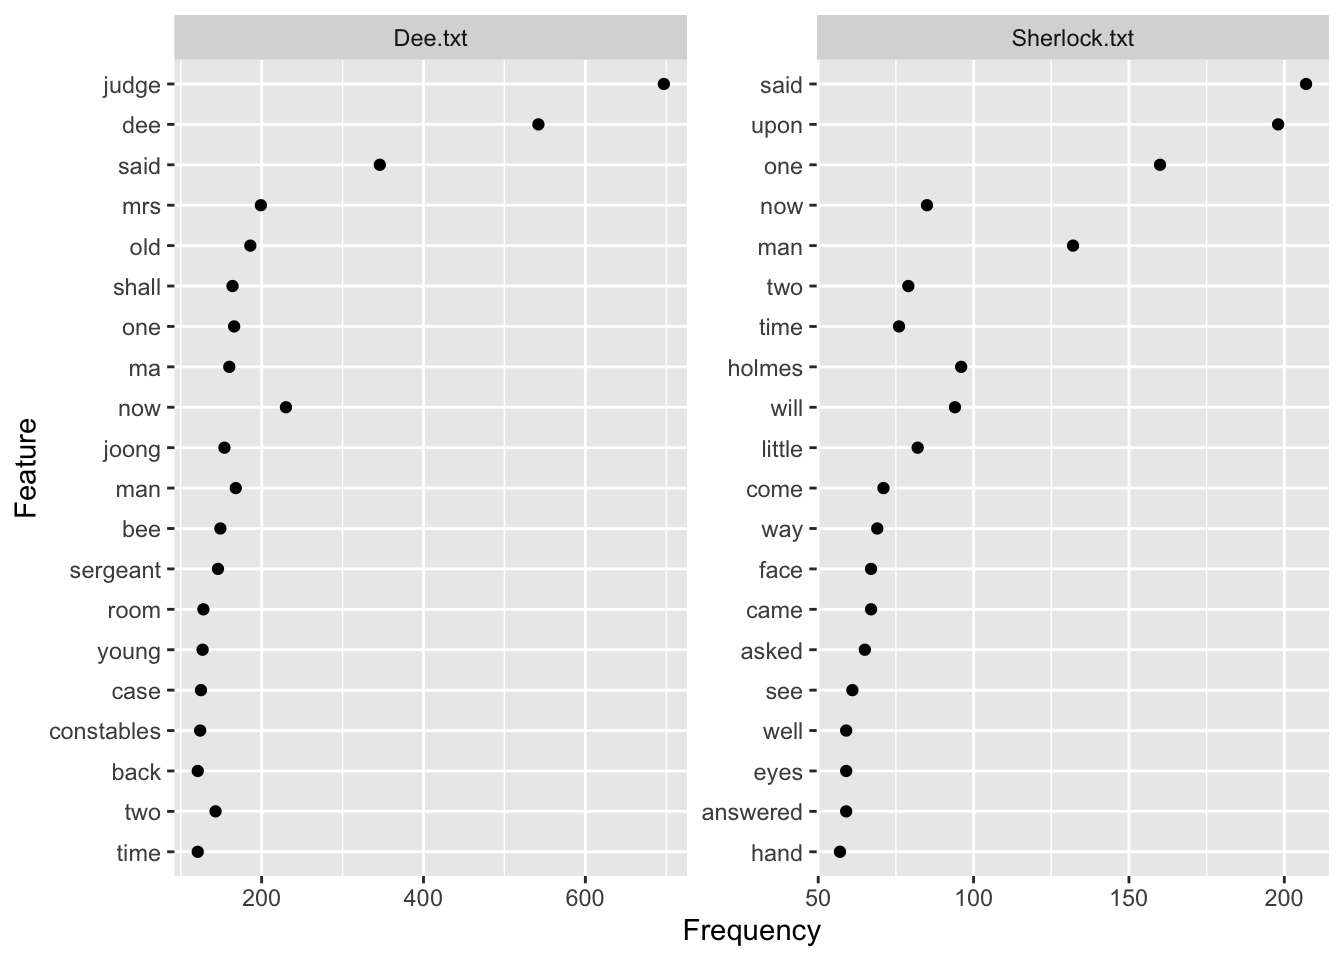 Dee.txt
judge
dee
said
mrs
old
shall
one
ma
now
joong
man
bee
sergeant
room
young
case
constables
back
two
time
200 400 600
Sherlock.txt
said
upon
one
now
man
two
time
holmes
will
little
come
way
face
came
asked
see
well
eyes
answered
hand
50 100 150 200
Feature
Frequency